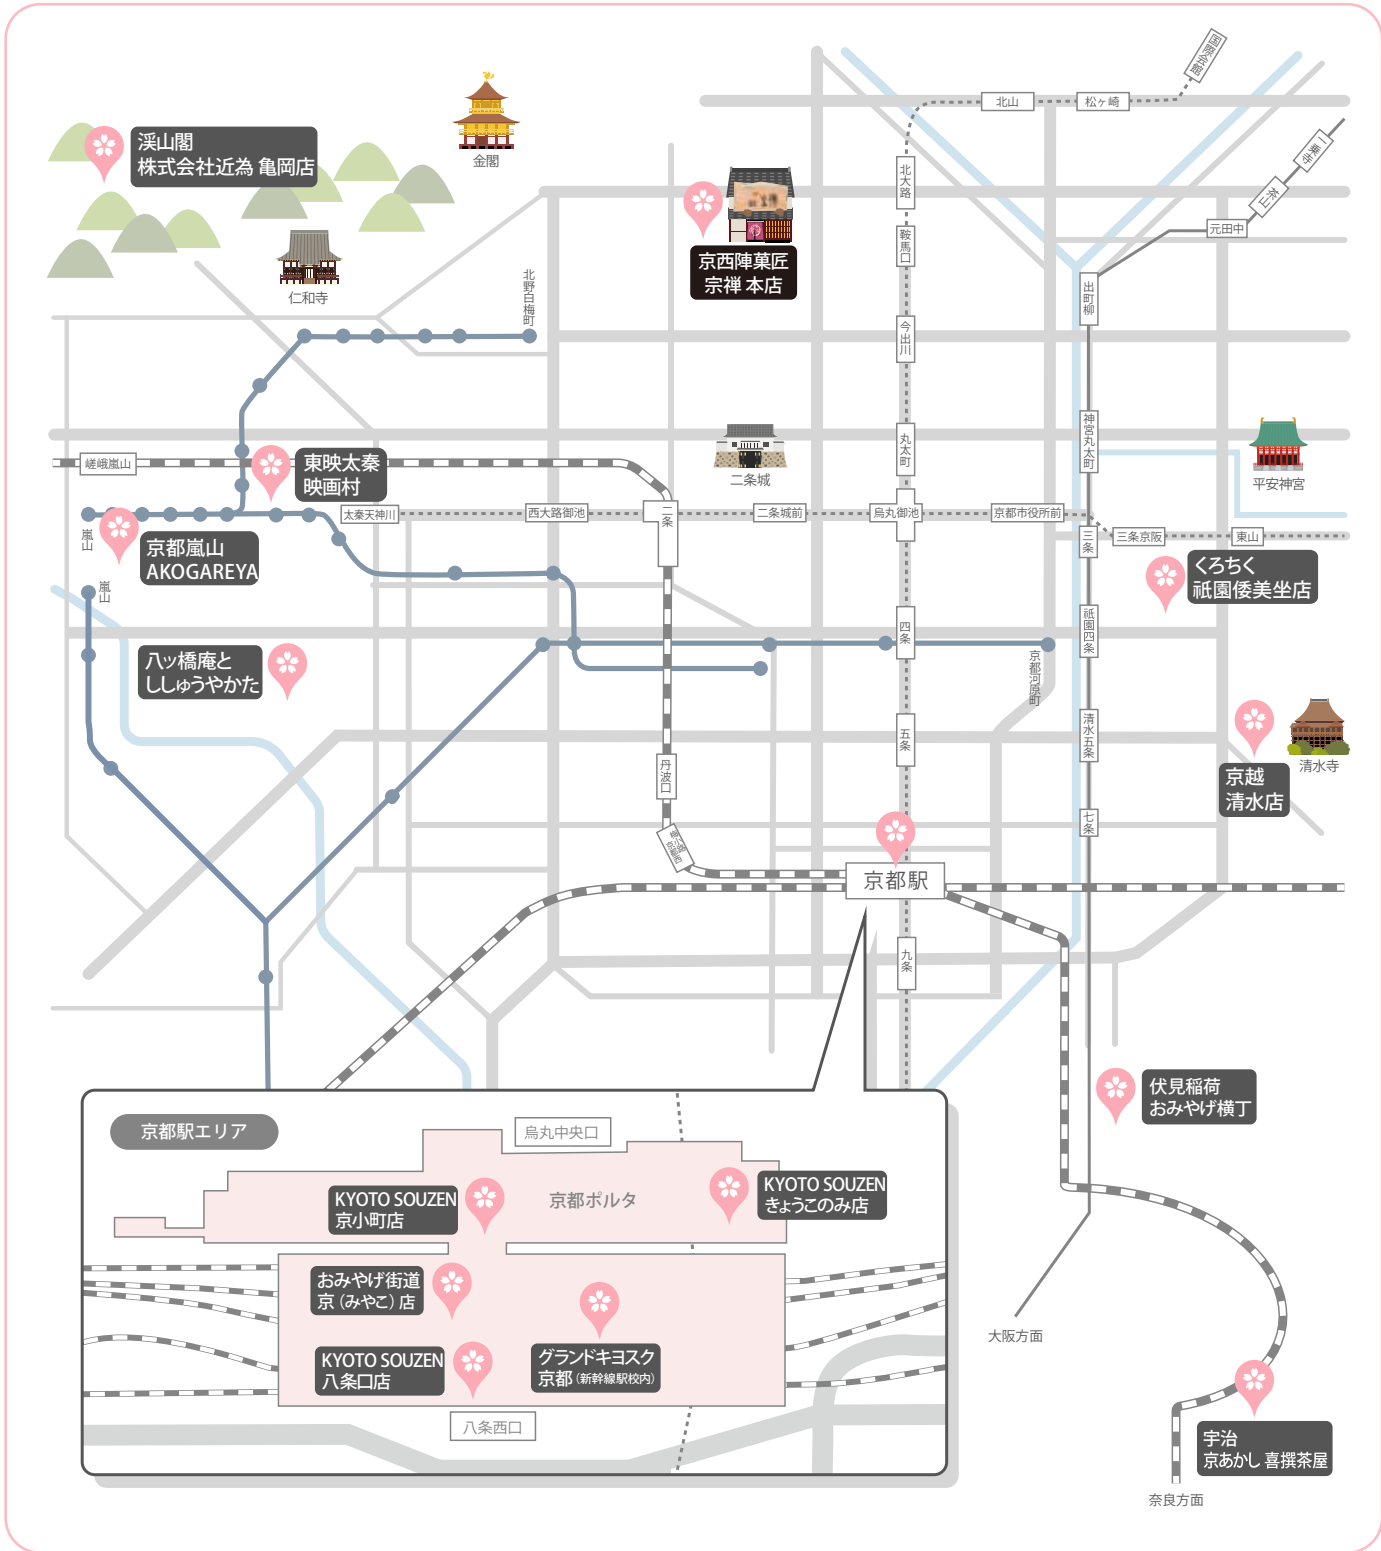 国際会館
北山
松ヶ崎
一乗寺
茶山
元田中
金閣
渓山閣
株式会社近為 亀岡店
北大路
鞍馬口
京西陣菓匠
宗禅 本店
仁和寺
北野白梅町
出町柳
今出川
神宮丸太町
丸太町
二条城
平安神宮
嵯峨嵐山
東映太秦
映画村
嵐山
京都嵐山
AKOGAREYA
太秦天神川
西大路御池
二条
二条城前
烏丸御池
京都市役所前
三条
三条京阪
東山
くろちく
祇園倭美坐店
嵐山
四条
祇園四条
京都河原町
八ッ橋庵と
ししゅうやかた
五条
清水五条
清水寺
京越
清水店
丹波口
七条
梅小路
京都西
京都駅
九条
伏見稲荷
おみやげ横丁
京都駅エリア
烏丸中央口
京都ポルタ
KYOTO SOUZEN
京小町店
KYOTO SOUZEN
きょうこのみ店
おみやげ街道
京（みやこ）店
グランドキヨスク
京都（新幹線駅校内）
KYOTO SOUZEN
八条口店
八条西口
大阪方面
宇治
京あかし 喜撰茶屋
奈良方面